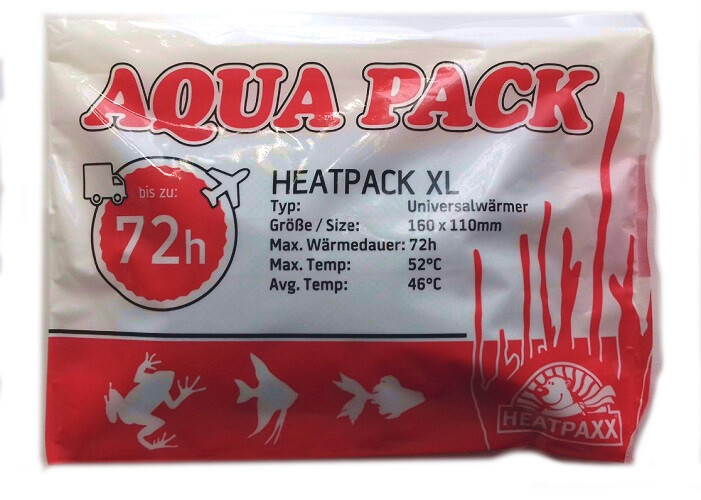 AQUA PACK
bis zu:
72h
HEATPACK XL
Typ: Universalwärmer
Größe / Size: 160 x 110mm
Max. Wärmedauer: 72h
Max. Temp: 52°C
Avg. Temp: 46°C
HEATPAXX